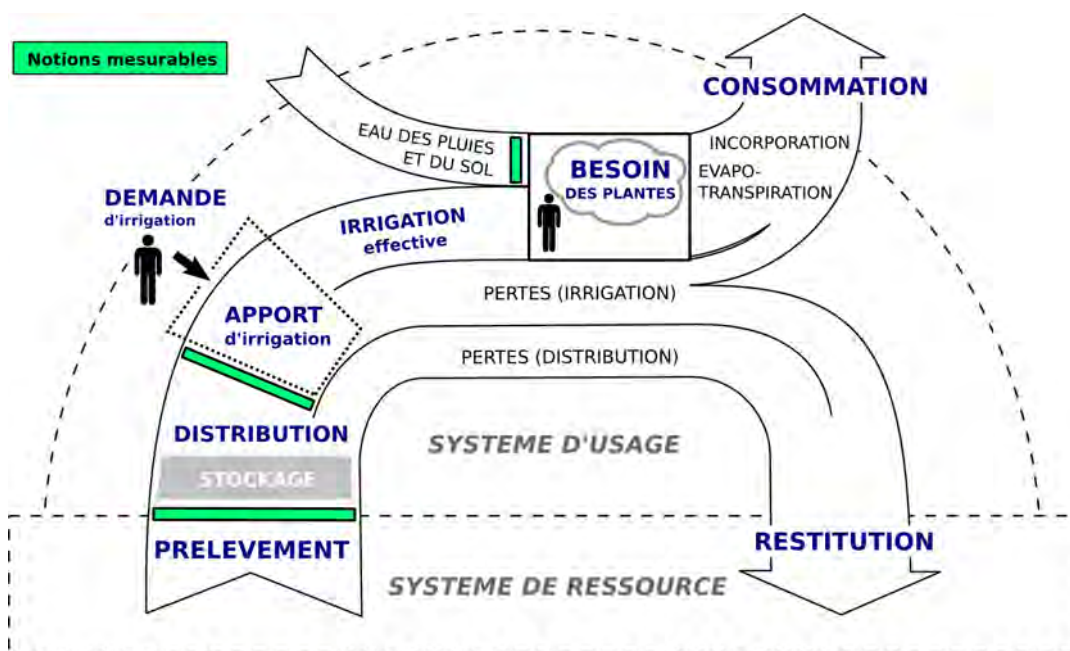 Notions mesurables
CONSOMMATION
EAU DES PLUIES
ET DU SOL
INCORPORATION
EVAPO-
TRANSPIRATION
BESOIN
DES PLANTES
DEMANDE
d'irrigation
IRRIGATION
effective
APPORT
d'irrigation
PERTES (IRRIGATION)
PERTES (DISTRIBUTION)
DISTRIBUTION
STOCKAGE
SYSTEME D'USAGE
PRELEVEMENT
RESTITUTION
SYSTEME DE RESSOURCE